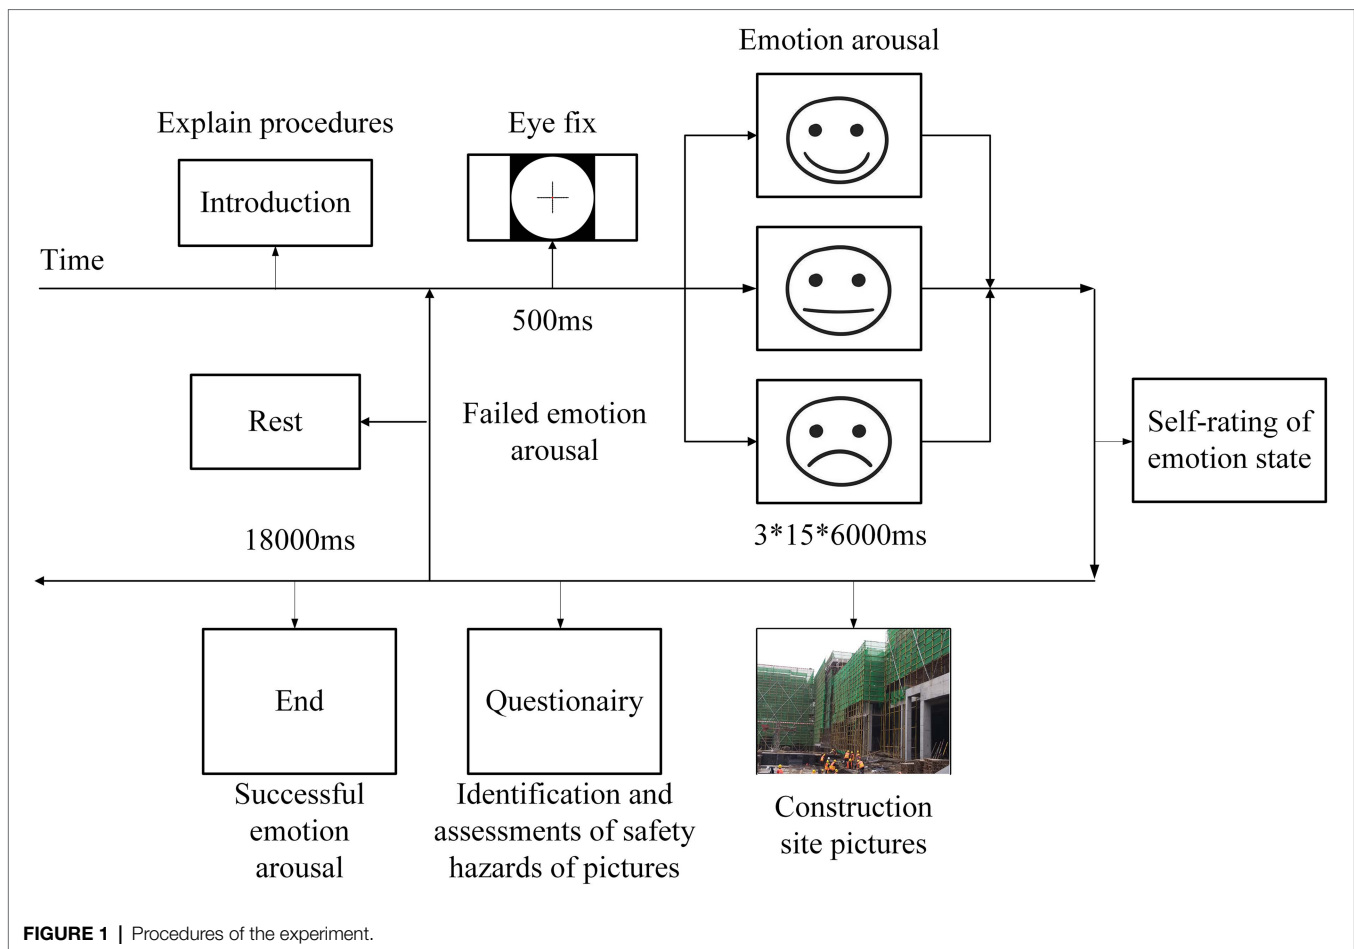 Emotion arousal
Explain procedures
Eye fix
Introduction
Time
500ms
Rest
Failed emotion
arousal
Self-rating of
emotion state
18000ms
3*15*6000ms
End
Questionairy
Successful
emotion
arousal
Identification and
assessments of safety
hazards of pictures
Construction
site pictures
FIGURE 1 | Procedures of the experiment.